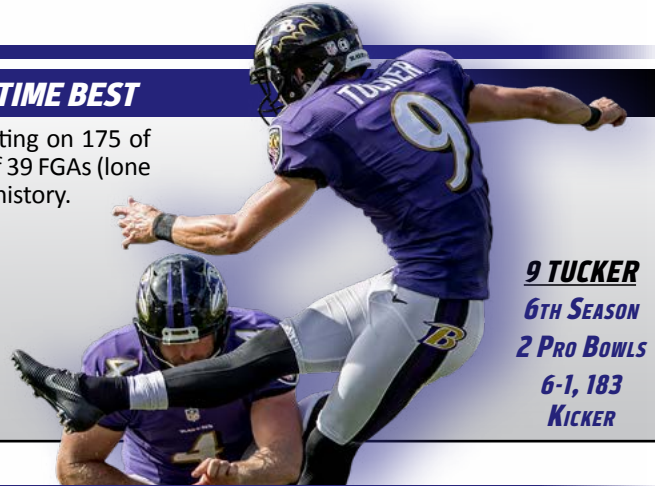 TIME BEST
ting on 175 of
f 39 FGAs (lone
history.
TUCKER
9
4
9 TUCKER
6TH SEASON
2 PRO BOWLS
6-1, 183
KICKER